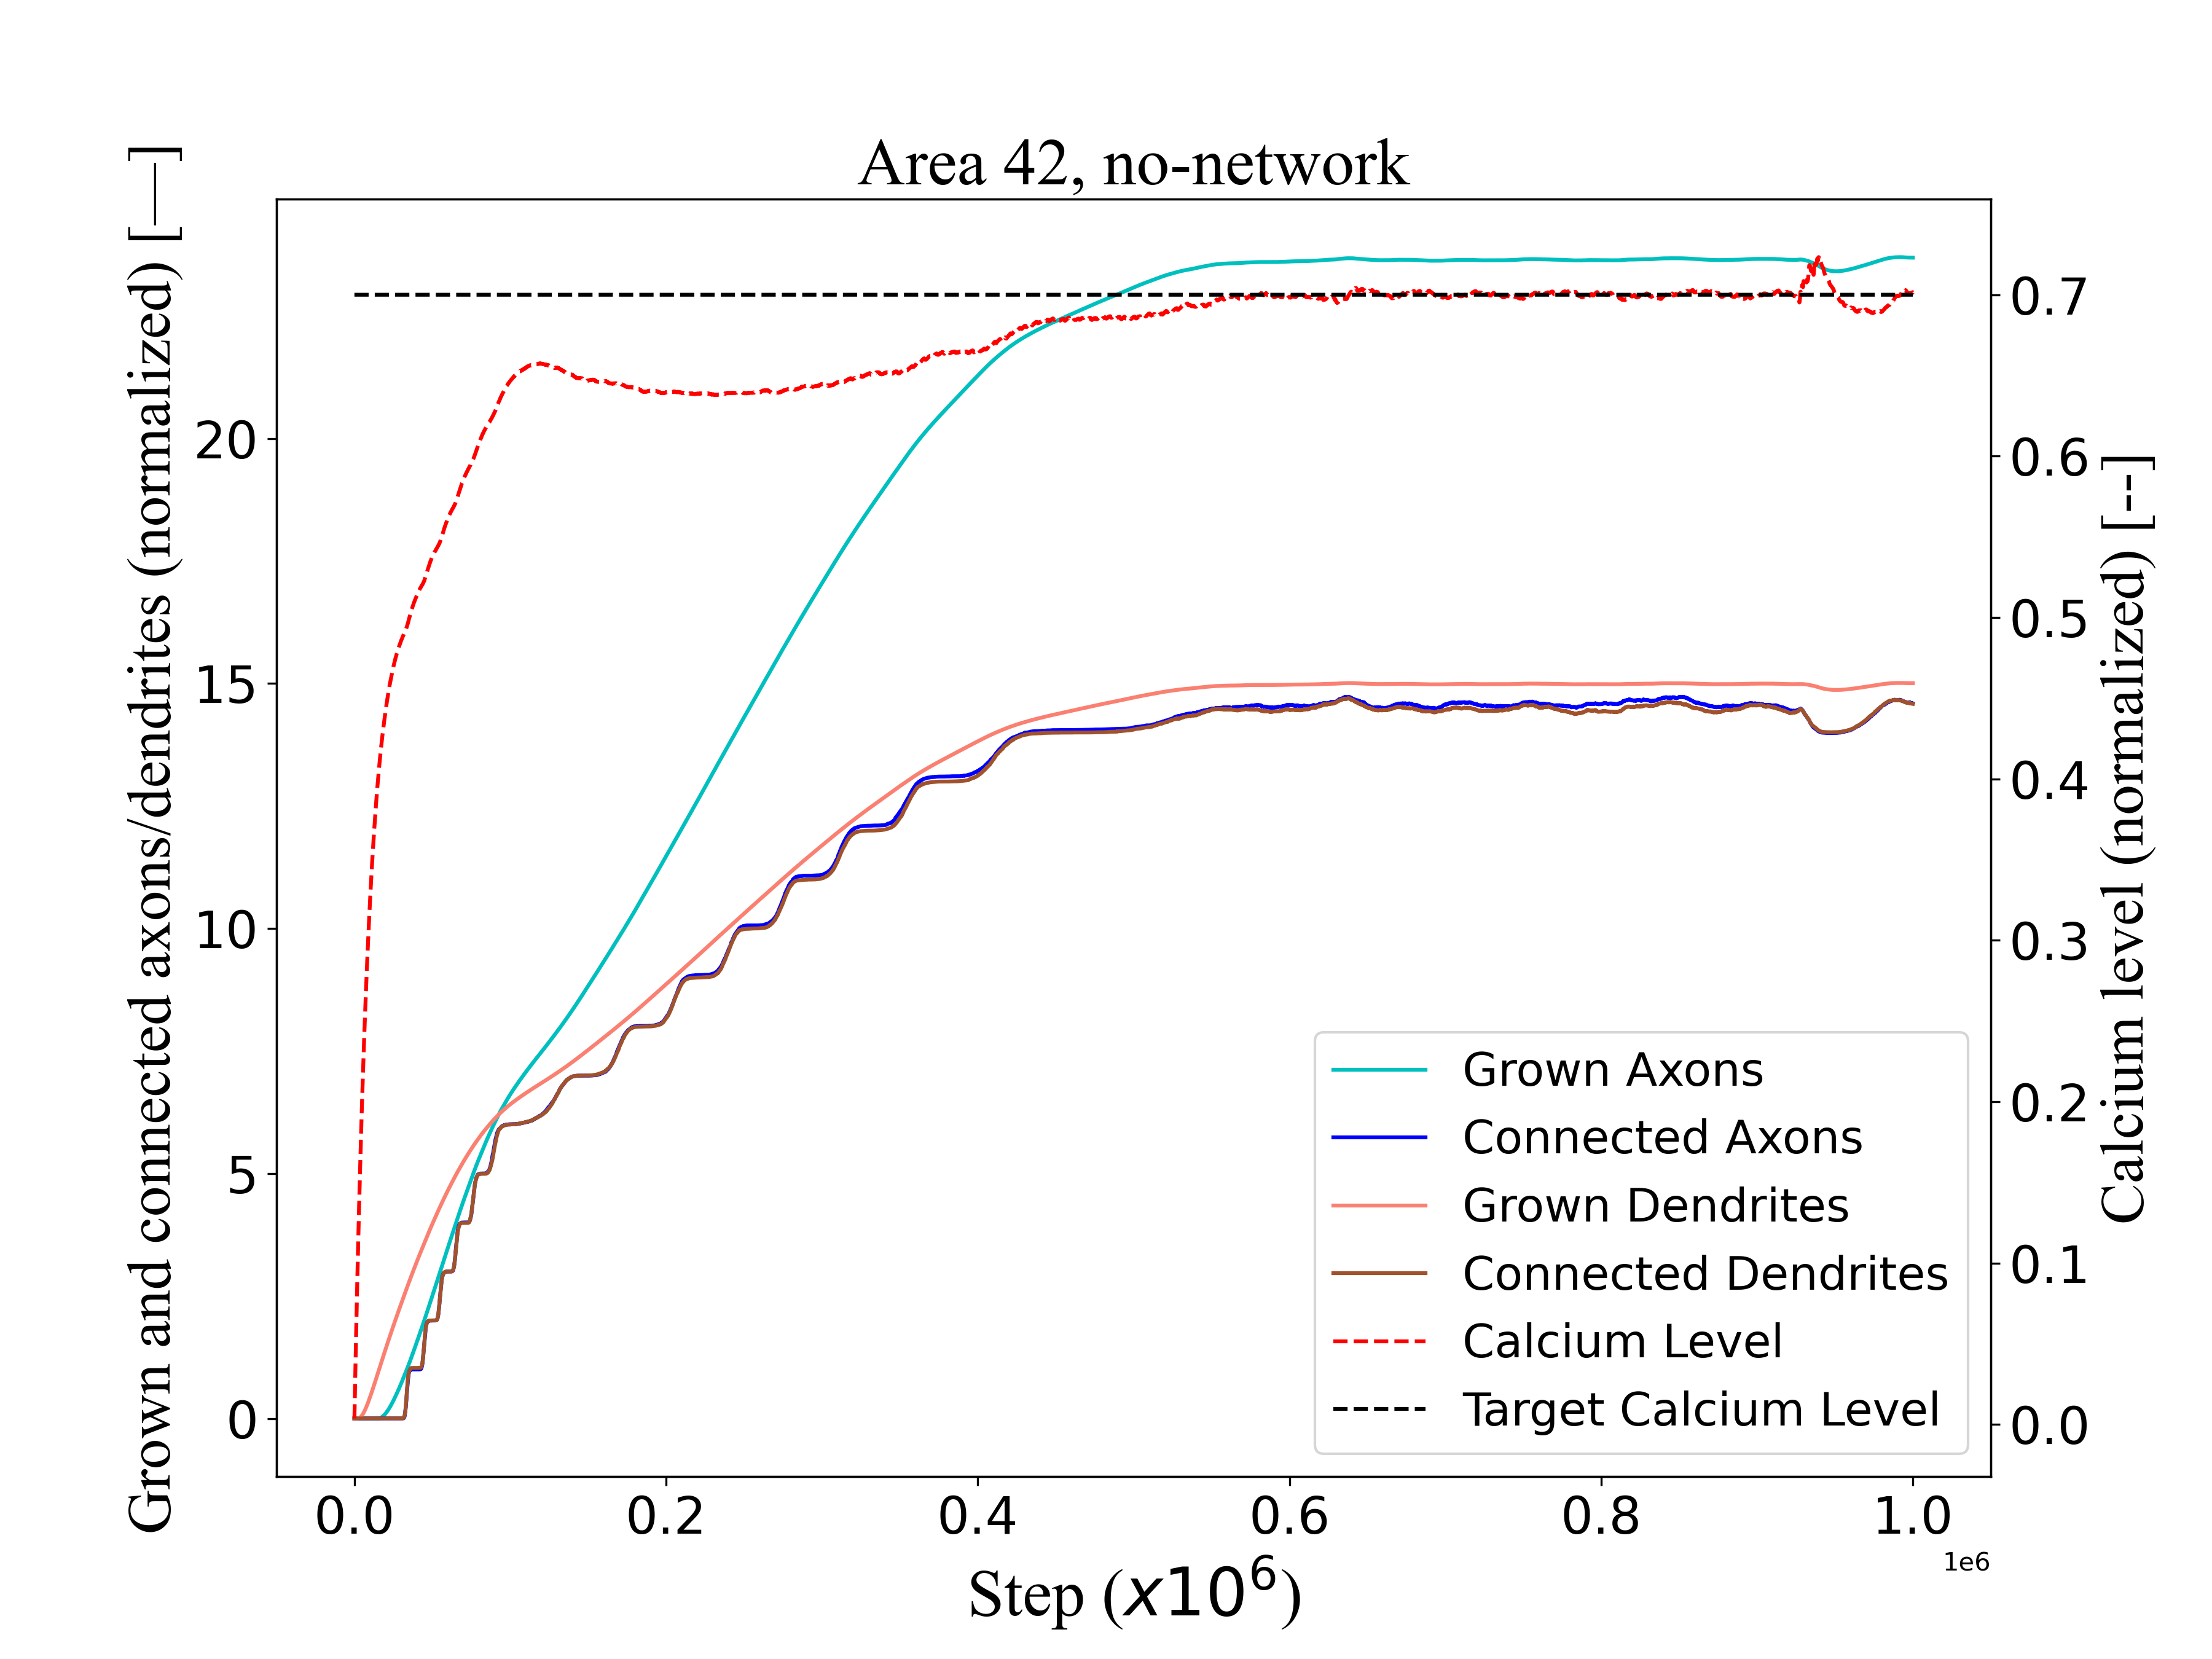 Area 42, no-network
Grown and connected axons/dendrites (normalized) [—]
20
15
10
5
0
0.7
0.6
0.5
0.4
0.3
0.2
0.1
0.0
Calcium level (normalized) [--]
Grown Axons
Connected Axons
Grown Dendrites
Connected Dendrites
Calcium Level
Target Calcium Level
0.0 0.2 0.4 0.6 0.8 1.0
1e6
Step (x10⁶)